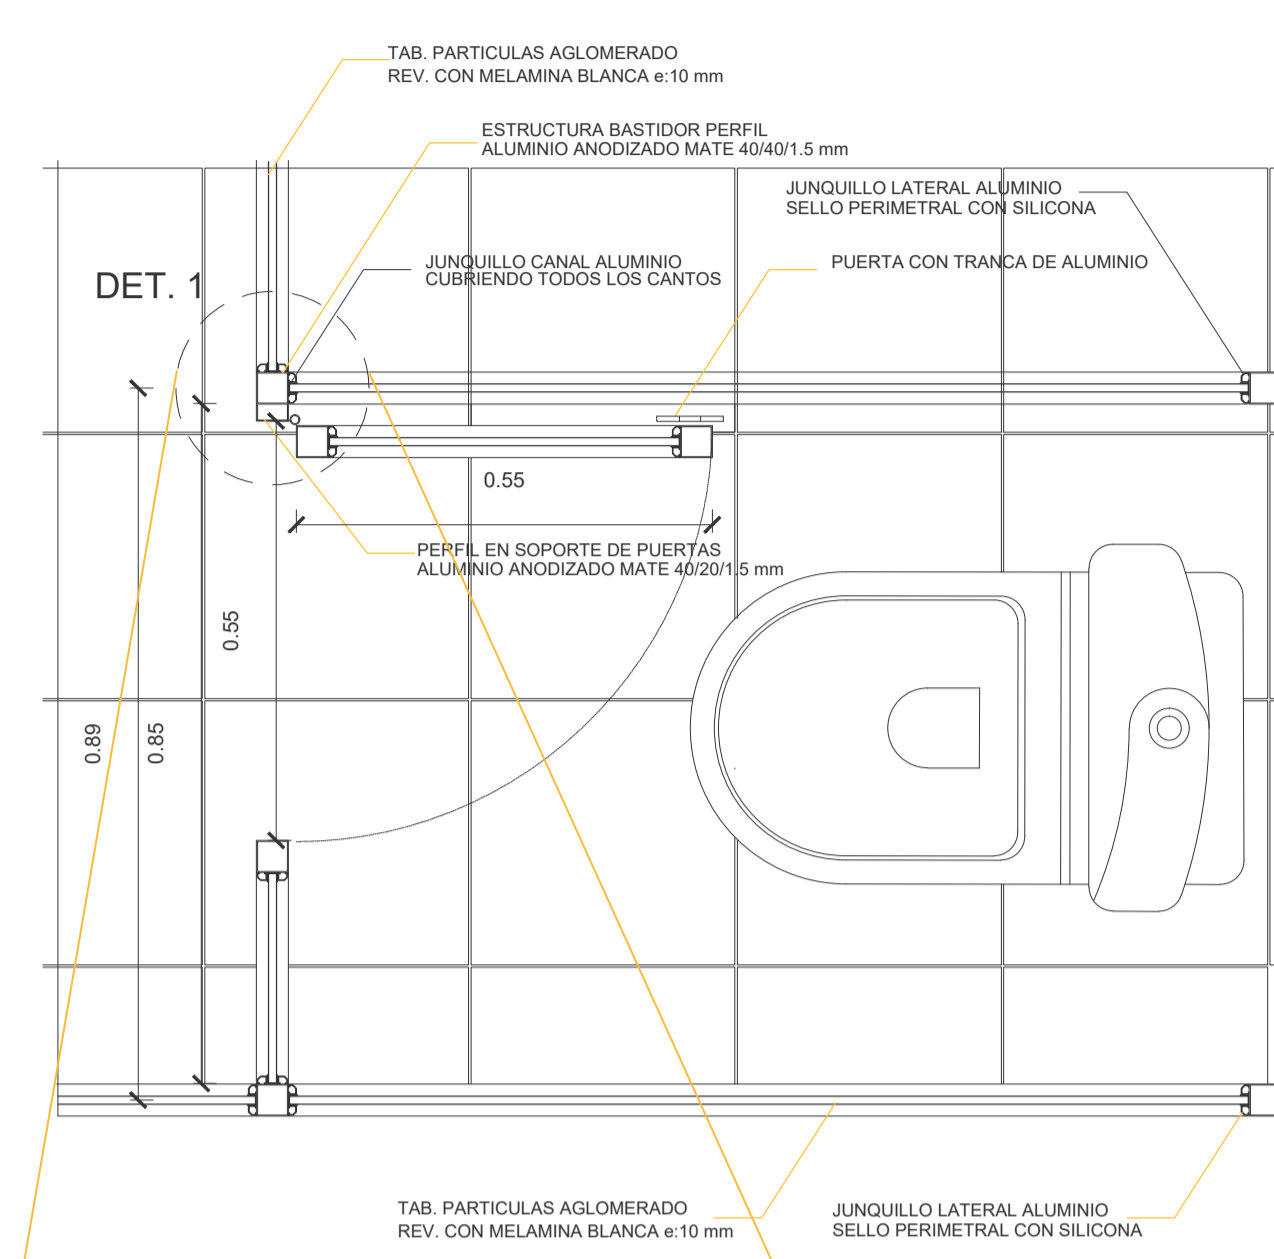 TAB. PARTICULAS AGLOMERADO
REV. CON MELAMINA BLANCA e:10 mm
ESTRUCTURA BASTIDOR PERFIL
ALUMINIO ANODIZADO MATE 40/40/1.5 mm
JUNQUILLO LATERAL ALUMINIO
SELLO PERIMETRAL CON SILICONA
JUNQUILLO CANAL ALUMINIO
CUBRIENDO TODOS LOS CANTOS
PUERTA CON TRANCA DE ALUMINIO
DET. 1
0.55
PERFIL EN SOPORTE DE PUERTAS
ALUMINIO ANODIZADO MATE 40/20/1.5 mm
0.55
0.89
0.85
TAB. PARTICULAS AGLOMERADO
REV. CON MELAMINA BLANCA e:10 mm
JUNQUILLO LATERAL ALUMINIO
SELLO PERIMETRAL CON SILICONA